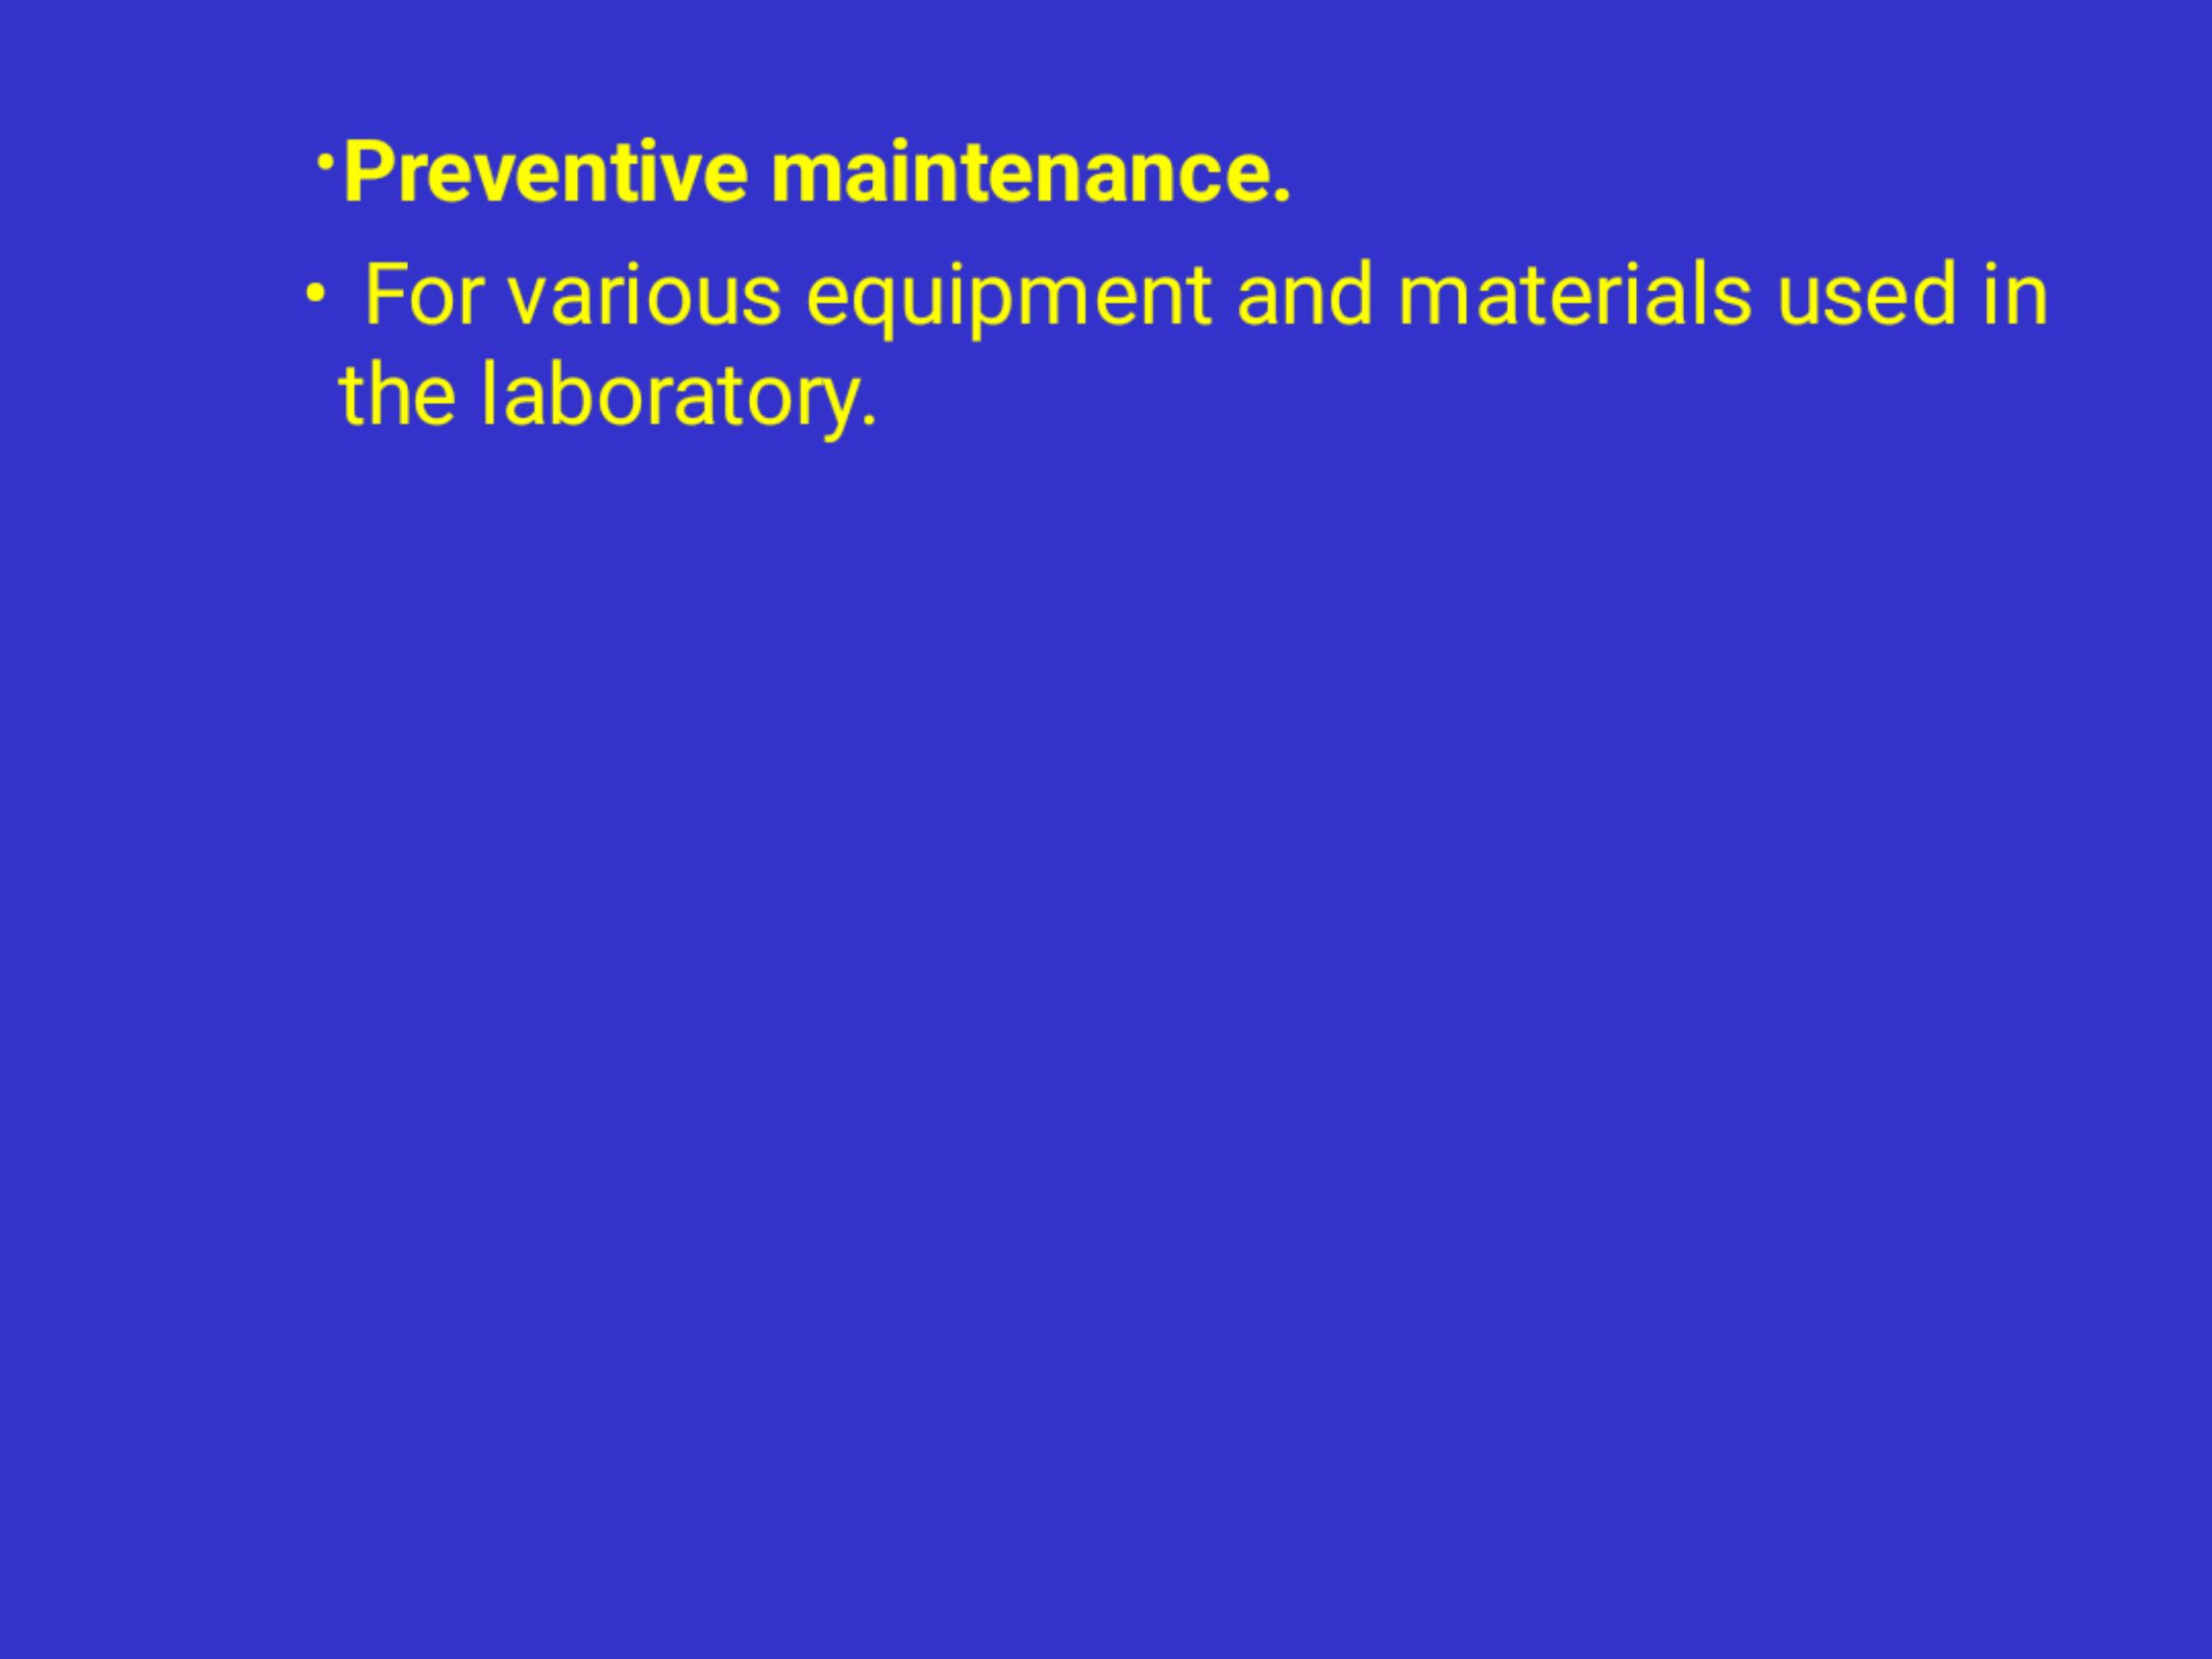 •Preventive maintenance.
• For various equipment and materials used in
the laboratory.